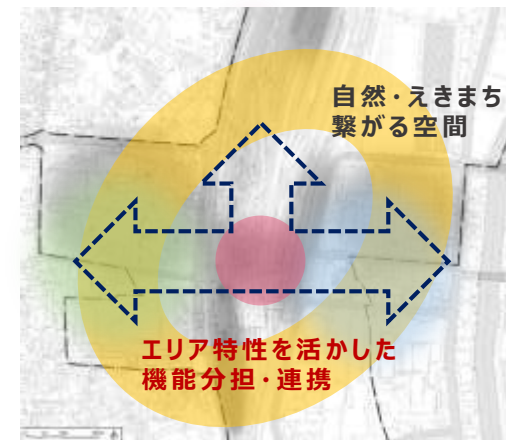 自然・えきまち
繋がる空間
エリア特性を活かした
機能分担・連携